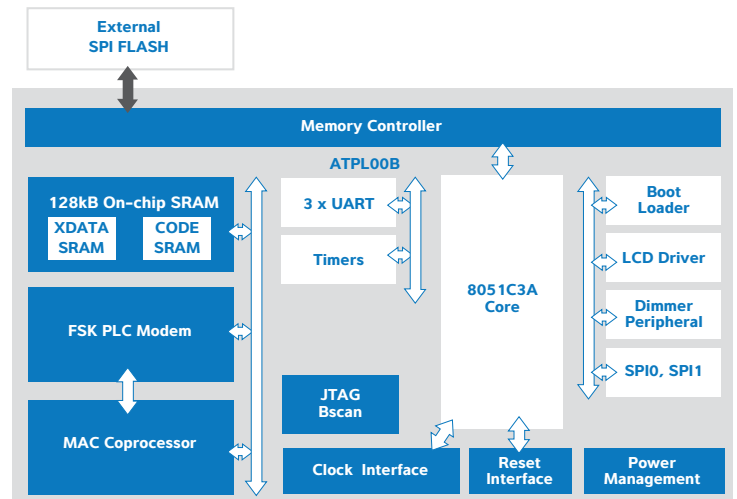 External
SPI FLASH
Memory Controller
ATPL00B
128kB On-chip SRAM
XDATA
SRAM
CODE
SRAM
FSK PLC Modem
MAC Coprocessor
3 x UART
Timers
JTAG
Bscan
8051C3A
Core
Boot
Loader
LCD Driver
Dimmer
Peripheral
SPI0, SPI1
Clock Interface
Reset
Interface
Power
Management